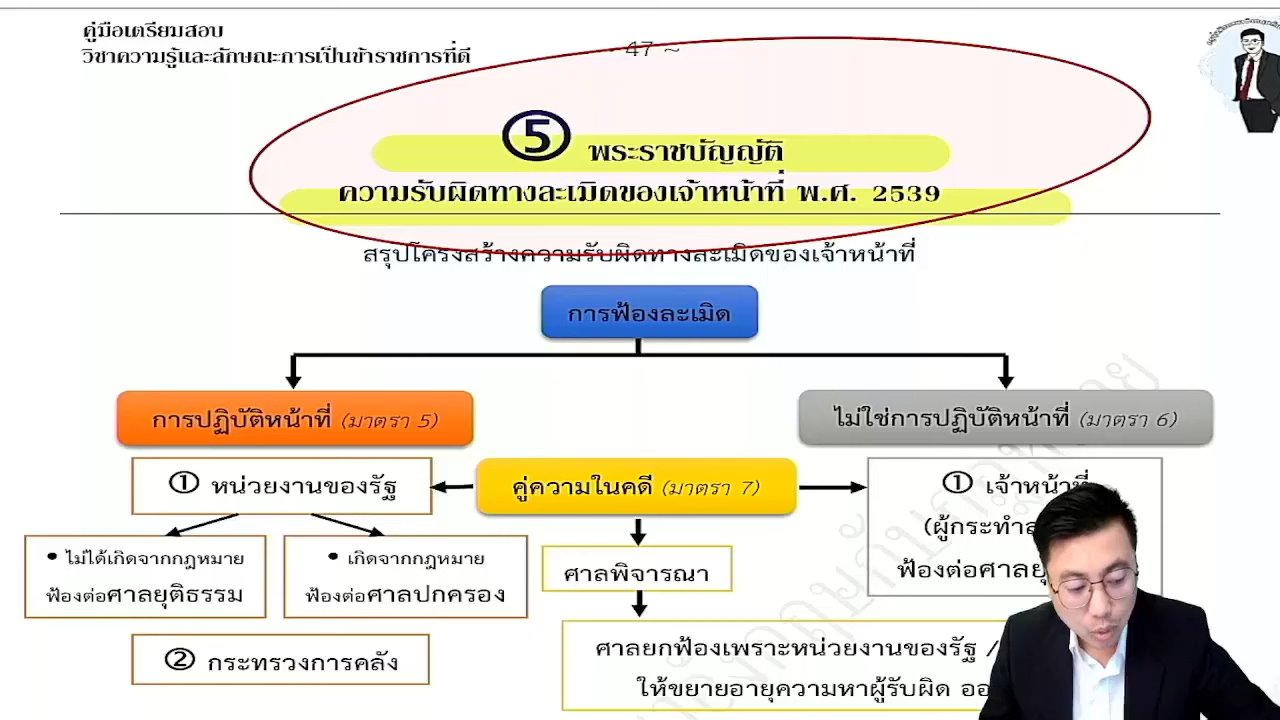 คู่มือเตรียมสอบ
วิชาความรู้และลักษณะการเป็นข้าราชการที่ดี
47 ~
⑤ พระราชบัญญัติ
ความรับผิดทางละเมิดของเจ้าหน้าที่ พ.ศ. 2539
สรุปโครงสร้างความรับผิดทางละเมิดของเจ้าหน้าที่
การฟ้องละเมิด
การปฏิบัติหน้าที่ (มาตรา 5)
ไม่ใช่การปฏิบัติหน้าที่ (มาตรา 6)
① หน่วยงานของรัฐ
คู่ความในคดี (มาตรา 7)
① เจ้าหน้าที่
(ผู้กระทำ
ฟ้องต่อศาล
• ไม่ได้เกิดจากกฎหมาย
ฟ้องต่อศาลยุติธรรม
• เกิดจากกฎหมาย
ฟ้องต่อศาลปกครอง
ศาลพิจารณา
② กระทรวงการคลัง
ศาลยกฟ้องเพราะหน่วยงานของรัฐ /
ให้ขยายอายุความหาผู้รับผิด